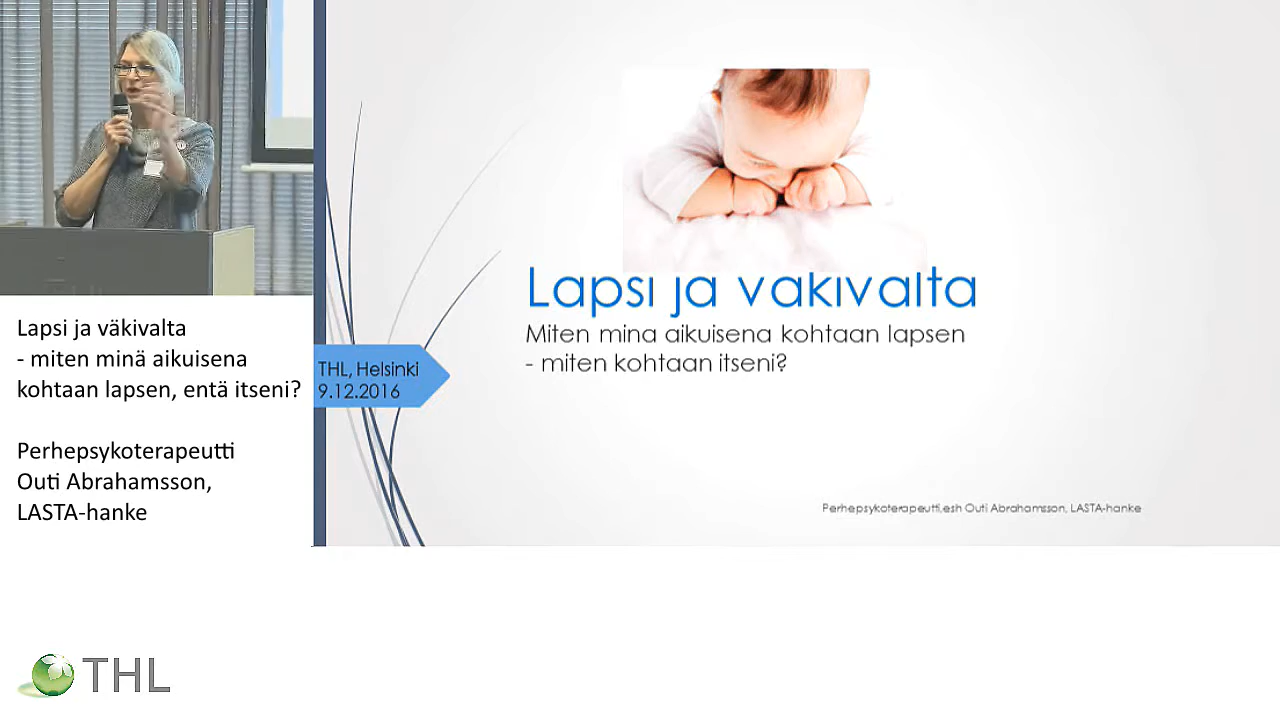 Lapsi ja väkivalta
- miten minä aikuisena
kohtaan lapsen, entä itseni?
Perhepsykoterapeutti
Outi Abrahamsson,
LASTA-hanke
THL, Helsinki
9.12.2016
Lapsi ja väkivalta
Miten minä aikuisena kohtaan lapsen
- miten kohtaan itseni?
Perhepsykoterapeutti,esh Outi Abrahamsson, LASTA-hanke
THL